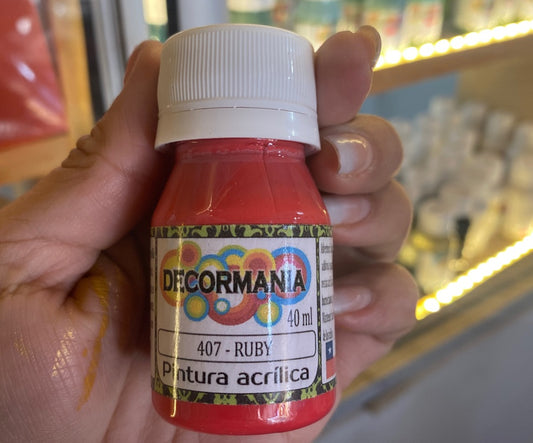 DECORMANIA
40 ml
407 - RUBY
Pintura acrílica